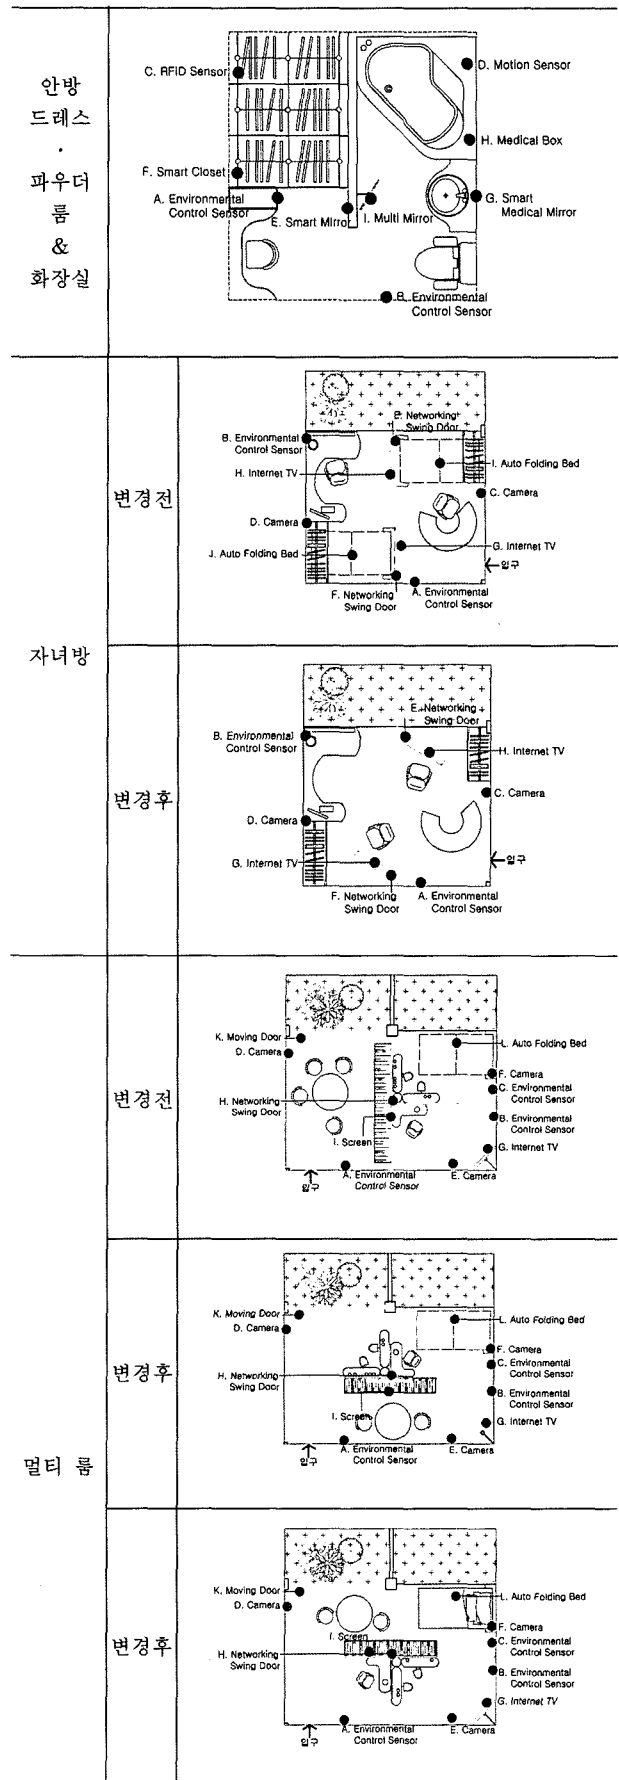 안방
드레스
·
파우더
룸
&
화장실
C. RFID Sensor
D. Motion Sensor
H. Medical Box
F. Smart Closet
A. Environmental
Control Sensor
E. Smart Mirror
I. Multi Mirror
G. Smart
Medical Mirror
B. Environmental
Control Sensor
자녀방
변경전
E. Networking
Swing Door
B. Environmental
Control Sensor
H. Internet TV
I. Auto Folding Bed
C. Camera
D. Camera
J. Auto Folding Bed
G. Internet TV
입구
F. Networking
Swing Door
A. Environmental
Control Sensor
변경후
E. Networking
Swing Door
B. Environmental
Control Sensor
H. Internet TV
C. Camera
D. Camera
G. Internet TV
입구
F. Networking
Swing Door
A. Environmental
Control Sensor
멀티 룸
변경전
K. Moving Door
D. Camera
L. Auto Folding Bed
F. Camera
C. Environmental
Control Sensor
H. Networking
Swing Door
B. Environmental
Control Sensor
I. Screen
G. Internet TV
입구
A. Environmental
Control Sensor
E. Camera
변경후
K. Moving Door
D. Camera
L. Auto Folding Bed
F. Camera
C. Environmental
Control Sensor
H. Networking
Swing Door
B. Environmental
Control Sensor
I. Screen
G. Internet TV
입구
A. Environmental
Control Sensor
E. Camera
변경후
K. Moving Door
D. Camera
L. Auto Folding Bed
I. Screen
F. Camera
C. Environmental
Control Sensor
H. Networking
Swing Door
B. Environmental
Control Sensor
G. Internet TV
입구
A. Environmental
Control Sensor
E. Camera